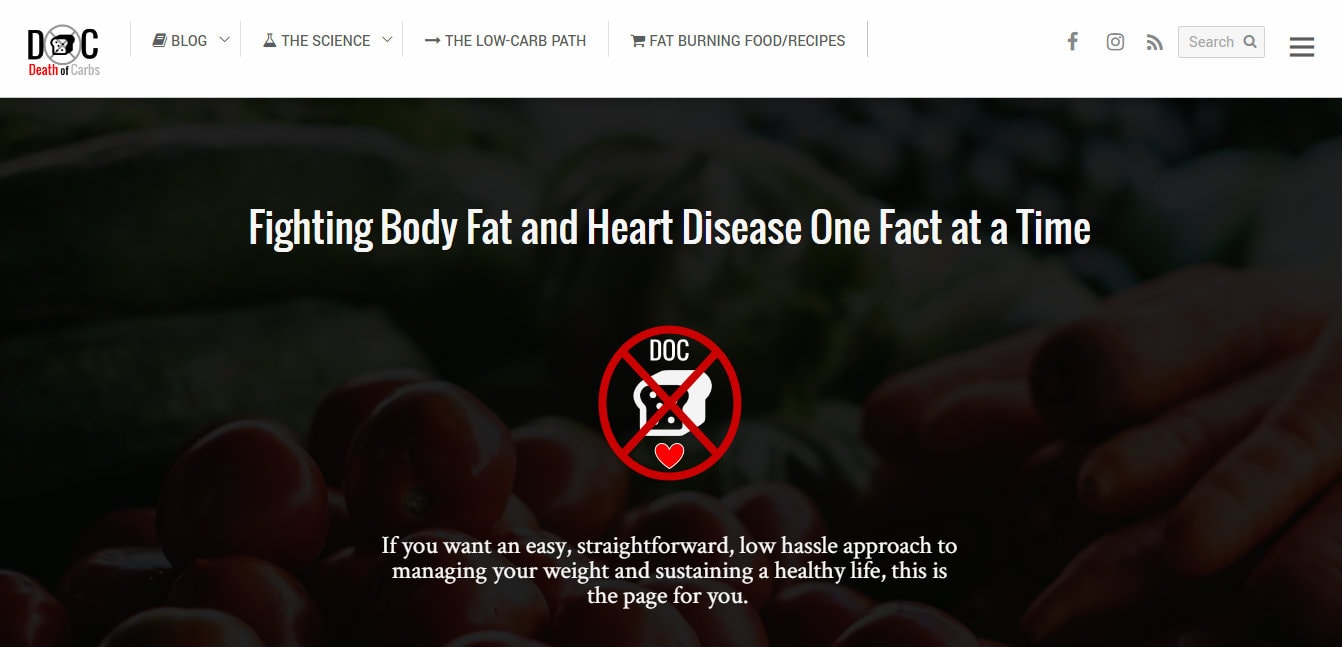 DOC
Death of Carbs
BLOG
THE SCIENCE
THE LOW-CARB PATH
FAT BURNING FOOD/RECIPES
Search
Fighting Body Fat and Heart Disease One Fact at a Time
DOC
If you want an easy, straightforward, low hassle approach to
managing your weight and sustaining a healthy life, this is
the page for you.